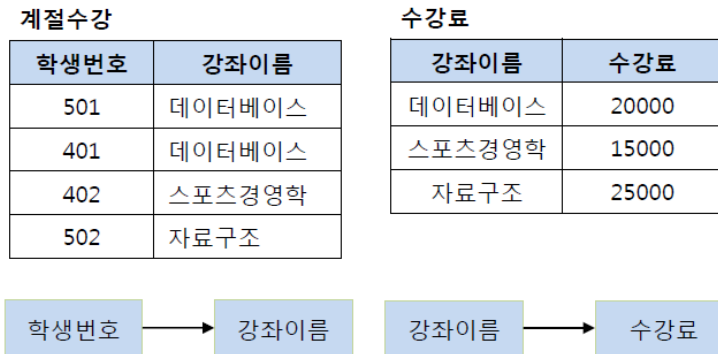 계절수강
학생번호 강좌이름
501 데이터베이스
401 데이터베이스
402 스포츠경영학
502 자료구조
수강료
강좌이름 수강료
데이터베이스 20000
스포츠경영학 15000
자료구조 25000
학생번호 강좌이름
강좌이름 수강료